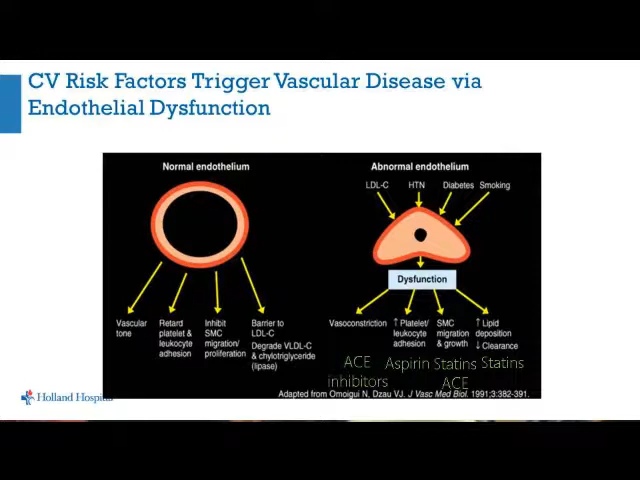 CV Risk Factors Trigger Vascular Disease via
Endothelial Dysfunction
Normal endothelium
Vascular
tone
Retard
platelet &
leukocyte
adhesion
Inhibit
SMC
migration/
proliferation
Barrier to
LDL-C
Degrade VLDL-C
& chylotriglyceride
(lipase)
Abnormal endothelium
LDL-C HTN Diabetes Smoking
Dysfunction
Vasoconstriction
↑ Platelet/
leukocyte
adhesion
SMC
migration
& growth
↑ Lipid
deposition
↓ Clearance
ACE
inhibitors
Aspirin
Statins
ACE
Statins
Adapted from Omoigui N, Dzau VJ. J Vasc Med Biol. 1991;3:382-391.
Holland Hospital